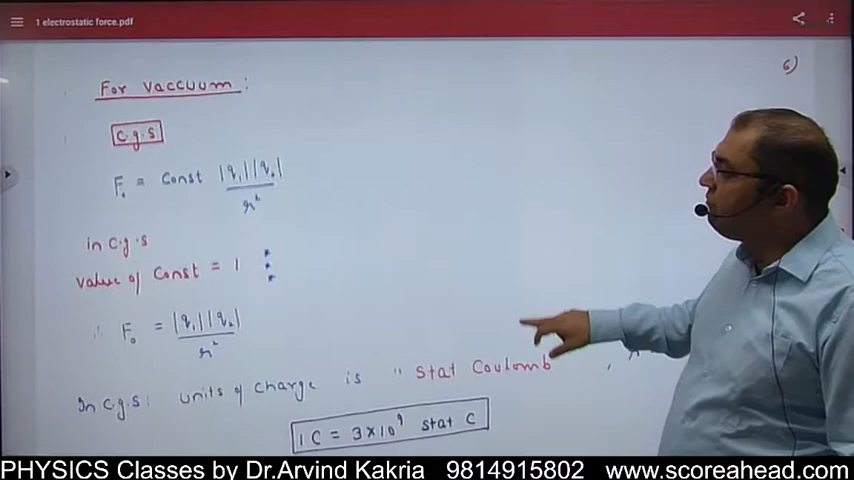 1 electrostatic force.pdf
6)
For Vaccuum :
C.g.s
F₀ = Const |q₁||q₂|
r²
in C.g.s
value of Const = 1
∴ F₀ = |q₁||q₂|
r²
In C.g.s: units of charge is " Stat Coulomb
1 C = 3×10⁹ stat C
PHYSICS Classes by Dr.Arvind Kakria 9814915802 www.scoreahead.com